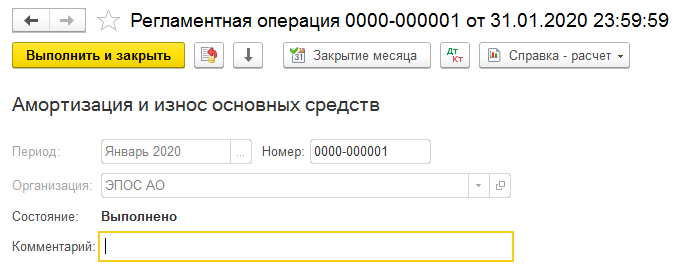 Регламентная операция 0000-000001 от 31.01.2020 23:59:59
Выполнить и закрыть 31 Закрытие месяца Дт Кт Справка - расчет
Амортизация и износ основных средств
Период: Январь 2020 ... Номер: 0000-000001
Организация: ЭПОС АО
Состояние: Выполнено
Комментарий: